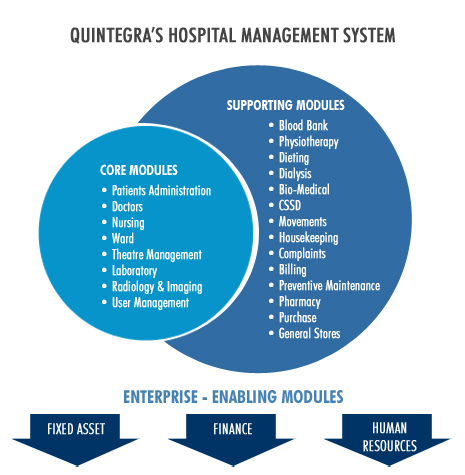 QUINTEGRA'S HOSPITAL MANAGEMENT SYSTEM
SUPPORTING MODULES
• Blood Bank
• Physiotherapy
• Dieting
• Dialysis
• Bio-Medical
• CSSD
• Movements
• Housekeeping
• Complaints
• Billing
• Preventive Maintenance
• Pharmacy
• Purchase
• General Stores
CORE MODULES
• Patients Administration
• Doctors
• Nursing
• Ward
• Theatre Management
• Laboratory
• Radiology & Imaging
• User Management
ENTERPRISE - ENABLING MODULES
FIXED ASSET
FINANCE
HUMAN
RESOURCES